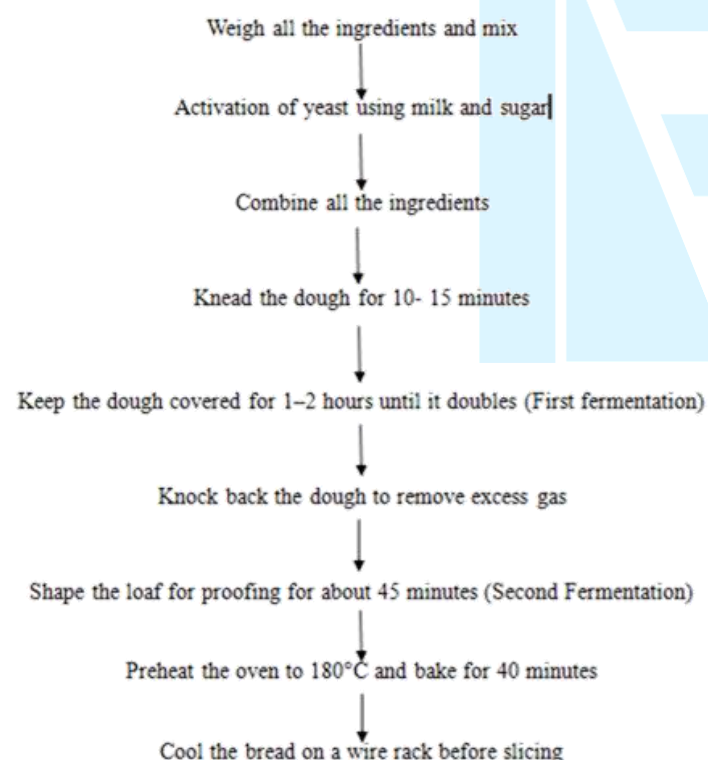 Weigh all the ingredients and mix
Activation of yeast using milk and sugar
Combine all the ingredients
Knead the dough for 10- 15 minutes
Keep the dough covered for 1–2 hours until it doubles (First fermentation)
Knock back the dough to remove excess gas
Shape the loaf for proofing for about 45 minutes (Second Fermentation)
Preheat the oven to 180°C and bake for 40 minutes
Cool the bread on a wire rack before slicing